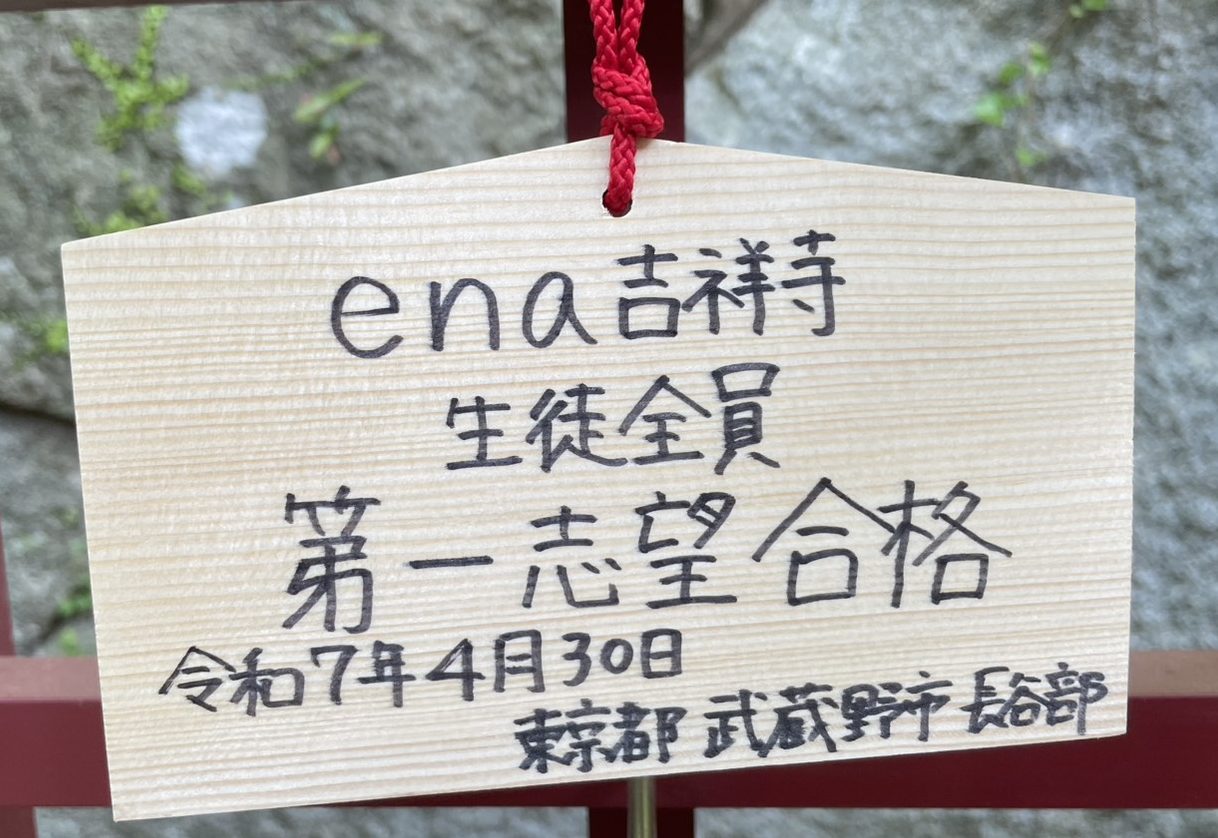 ena吉祥寺
生徒全員
第一志望合格
令和7年4月30日
東京都 武蔵野市 長谷部